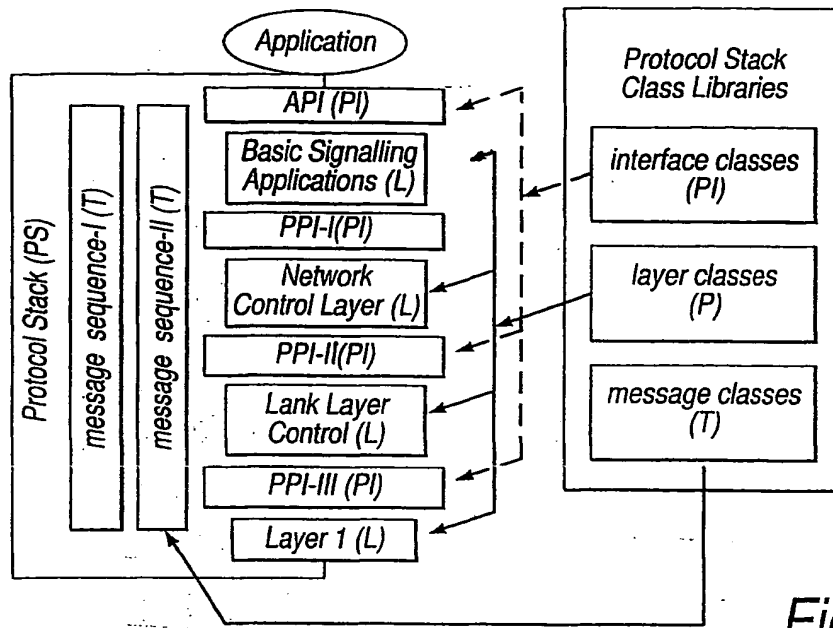 Application
Protocol Stack (PS)
message sequence-I (T)
message sequence-II (T)
API (PI)
Basic Signalling
Applications (L)
PPI-I(PI)
Network
Control Layer (L)
PPI-II(PI)
Lank Layer
Control (L)
PPI-III (PI)
Layer 1 (L)
Protocol Stack
Class Libraries
interface classes
(PI)
layer classes
(P)
message classes
(T)